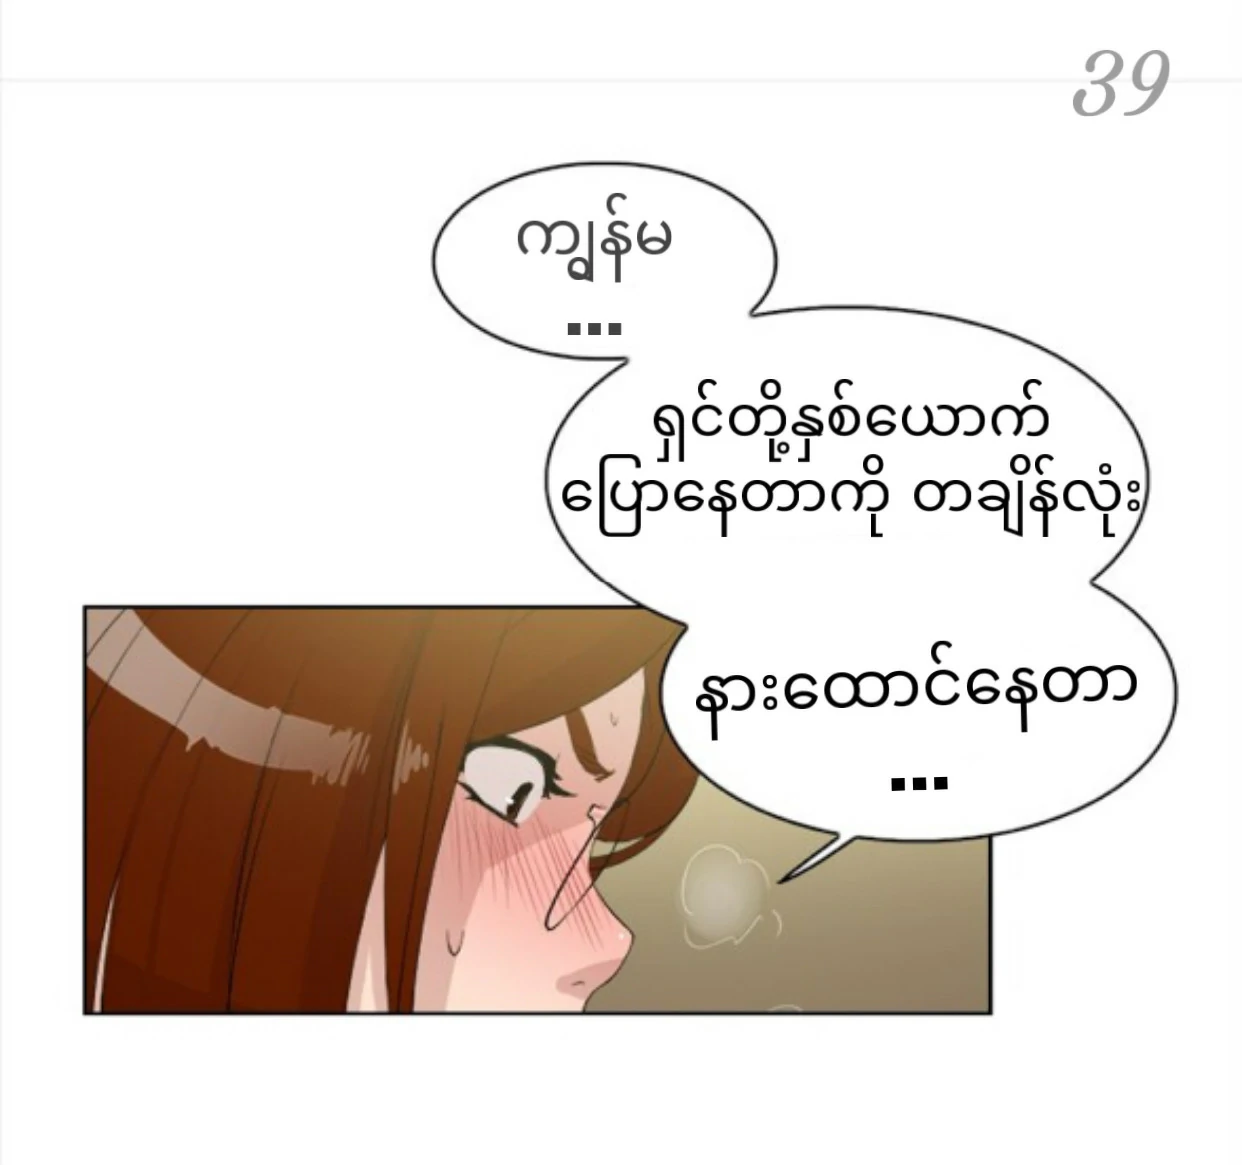 39
ကျွန်မ
...
ရှင်တို့နှစ်ယောက်
ပြောနေတာကို တချိန်လုံး
နားထောင်နေတာ
...